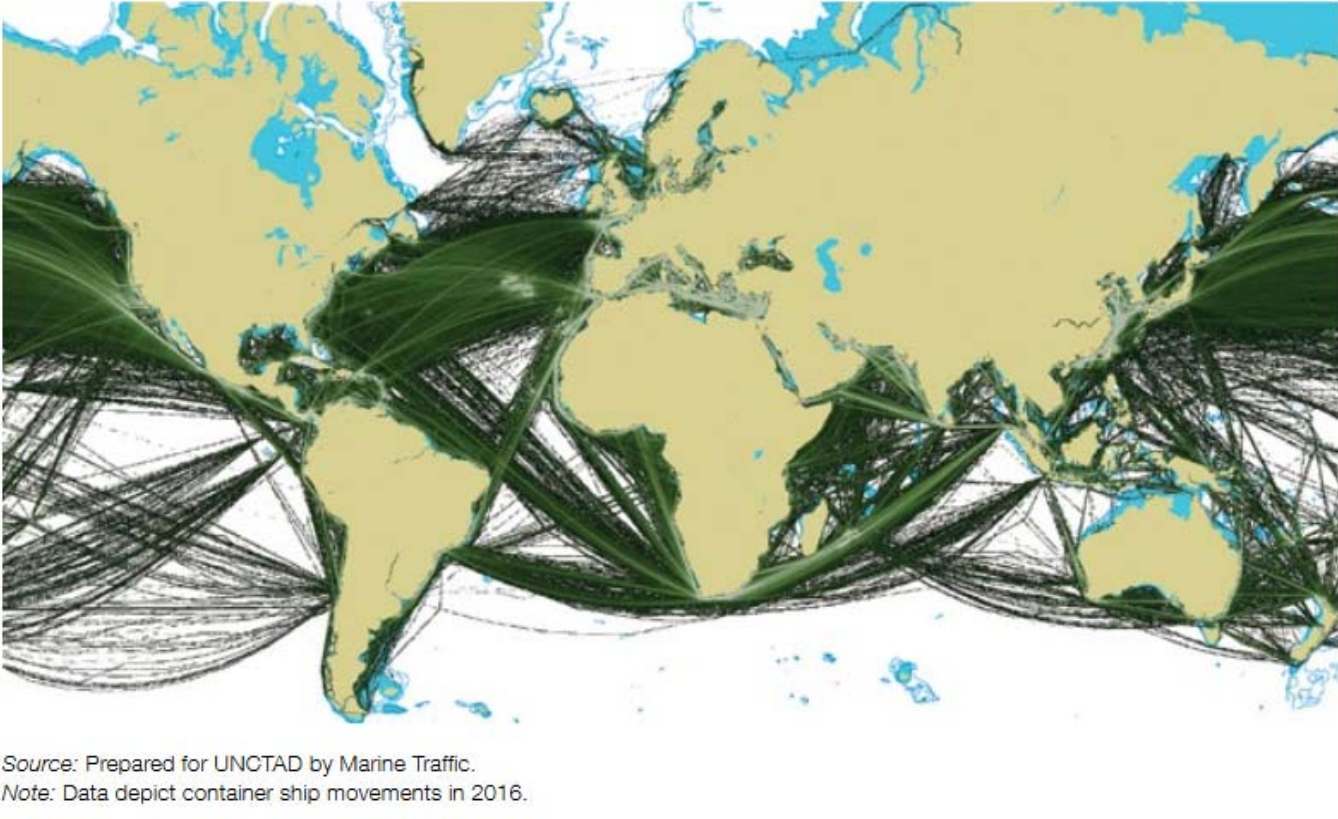 Source: Prepared for UNCTAD by Marine Traffic.
Note: Data depict container ship movements in 2016.